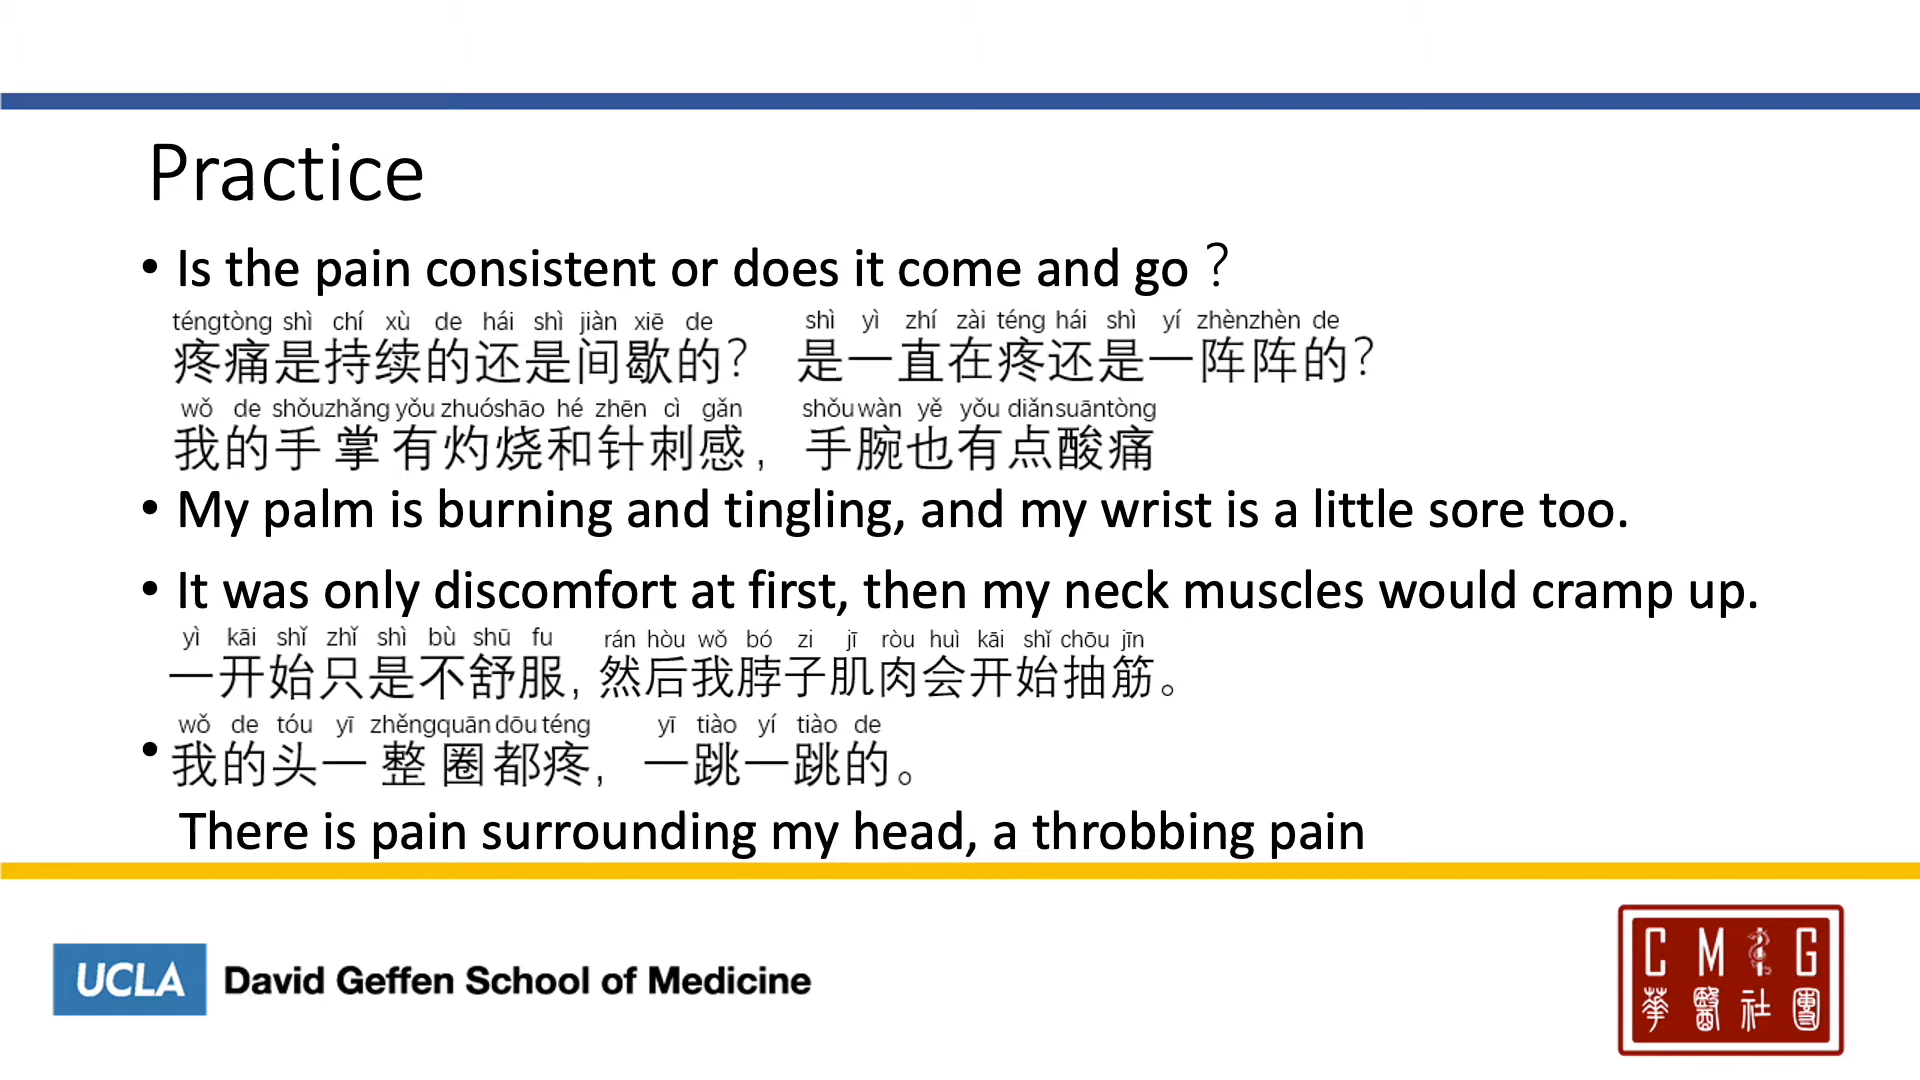 Practice
• Is the pain consistent or does it come and go？
téngtòng shì chí xù de hái shì jiàn xiē de shì yì zhí zài téng hái shì yí zhènzhèn de
疼痛是持续的还是间歇的? 是一直在疼还是一阵阵的?
wǒ de shǒuzhǎng yǒu zhuóshāo hé zhēn cì gǎn shǒu wàn yě yǒu diǎn suāntòng
我的手掌有灼烧和针刺感，手腕也有点酸痛
• My palm is burning and tingling, and my wrist is a little sore too.
• It was only discomfort at first, then my neck muscles would cramp up.
yì kāi shǐ zhǐ shì bù shū fu rán hòu wǒ bó zi jī ròu huì kāi shǐ chōu jīn
一开始只是不舒服, 然后我脖子肌肉会开始抽筋。
wǒ de tóu yī zhěngquān dōu téng yī tiào yí tiào de
• 我的头一整圈都疼, 一跳一跳的。
There is pain surrounding my head, a throbbing pain
UCLA David Geffen School of Medicine
C M G
華醫社團